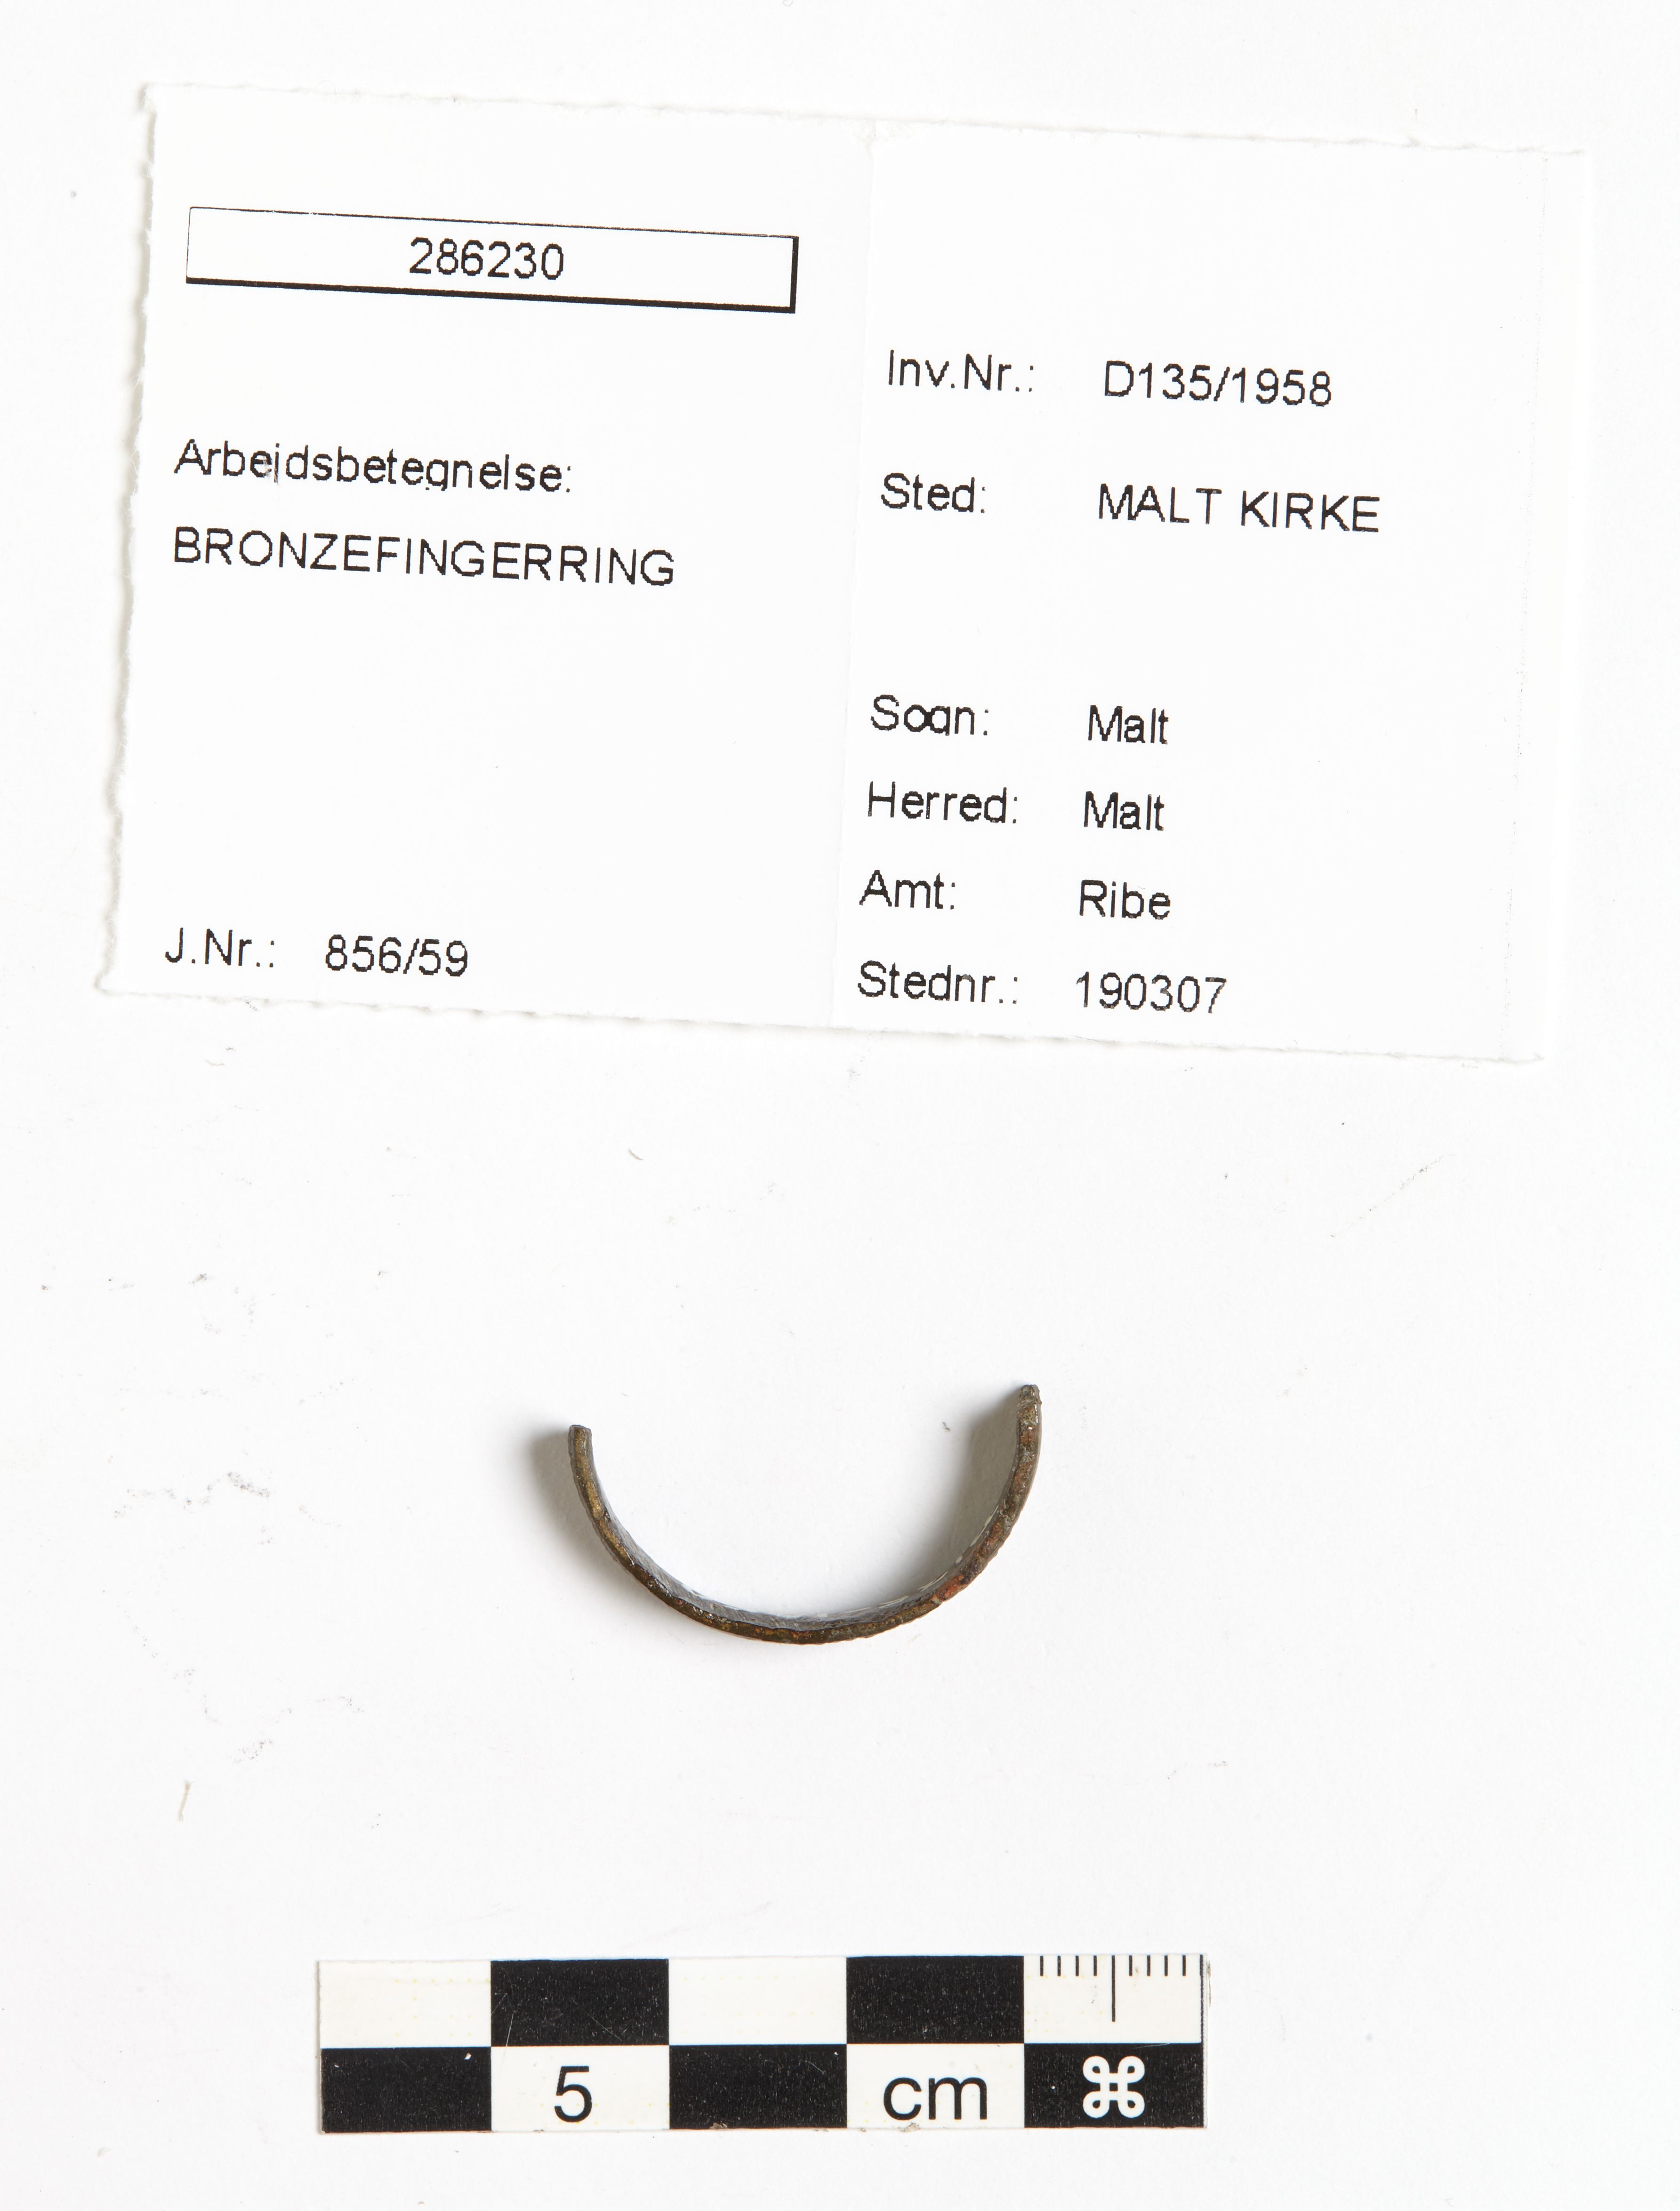 286230
Arbejdsbetegnelse:
BRONZEFINGERRING
J.Nr.: 856/59
Inv.Nr.: D135/1958
Sted: MALT KIRKE
Sogn: Malt
Herred: Malt
Amt: Ribe
Stednr.: 190307
5 cm